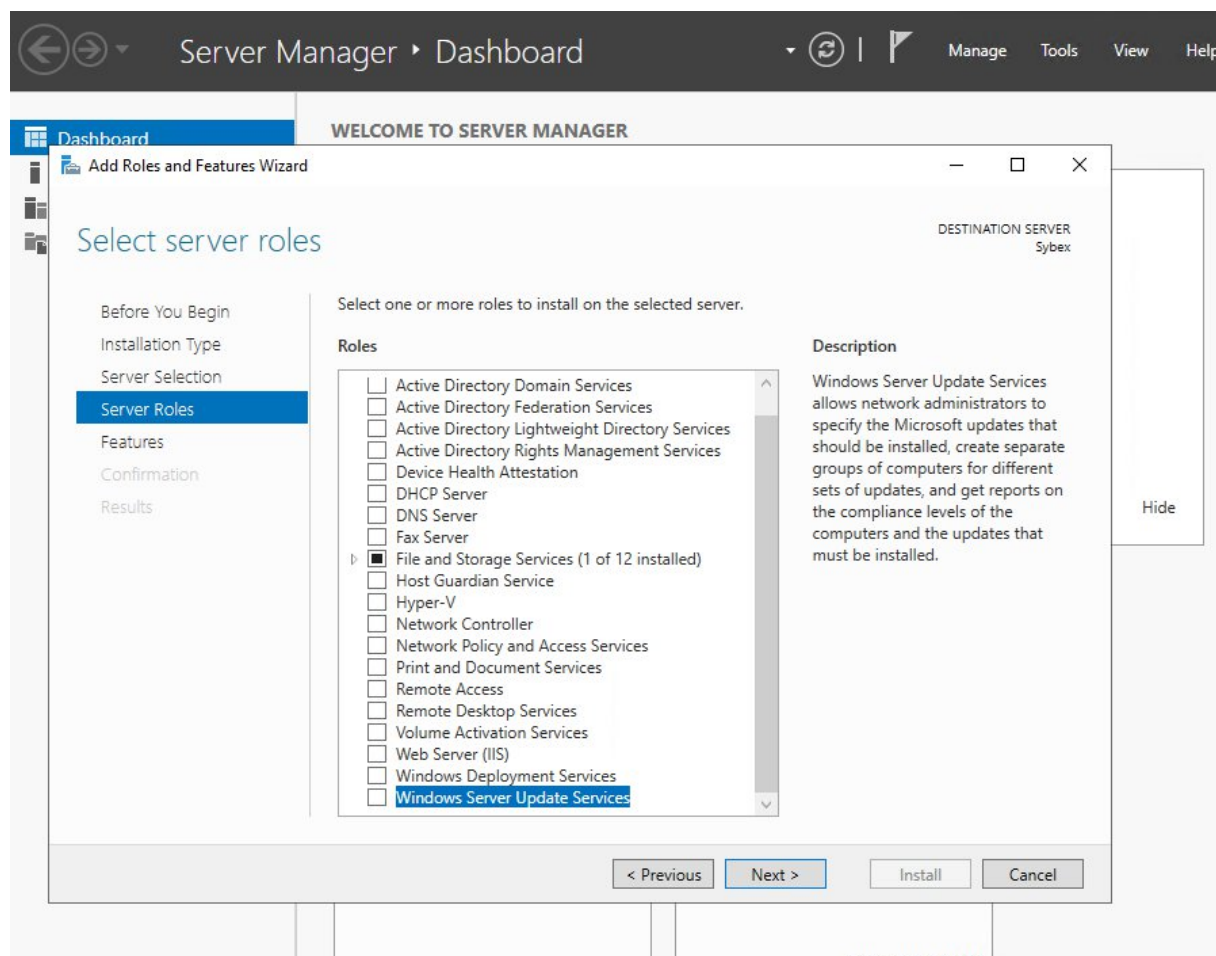 Server Manager • Dashboard
Manage Tools View Help
Dashboard
WELCOME TO SERVER MANAGER
Add Roles and Features Wizard
Select server roles
DESTINATION SERVER
Sybex
Before You Begin
Installation Type
Server Selection
Server Roles
Features
Confirmation
Results
Select one or more roles to install on the selected server.
Roles
Active Directory Domain Services
Active Directory Federation Services
Active Directory Lightweight Directory Services
Active Directory Rights Management Services
Device Health Attestation
DHCP Server
DNS Server
Fax Server
File and Storage Services (1 of 12 installed)
Host Guardian Service
Hyper-V
Network Controller
Network Policy and Access Services
Print and Document Services
Remote Access
Remote Desktop Services
Volume Activation Services
Web Server (IIS)
Windows Deployment Services
Windows Server Update Services
Description
Windows Server Update Services
allows network administrators to
specify the Microsoft updates that
should be installed, create separate
groups of computers for different
sets of updates, and get reports on
the compliance levels of the
computers and the updates that
must be installed.
Hide
< Previous
Next >
Install
Cancel